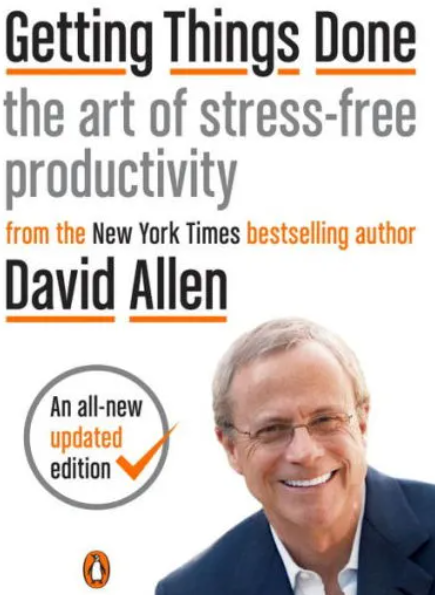 Getting Things Done
the art of stress-free
productivity
from the New York Times bestselling author
David Allen
An all-new
updated
edition